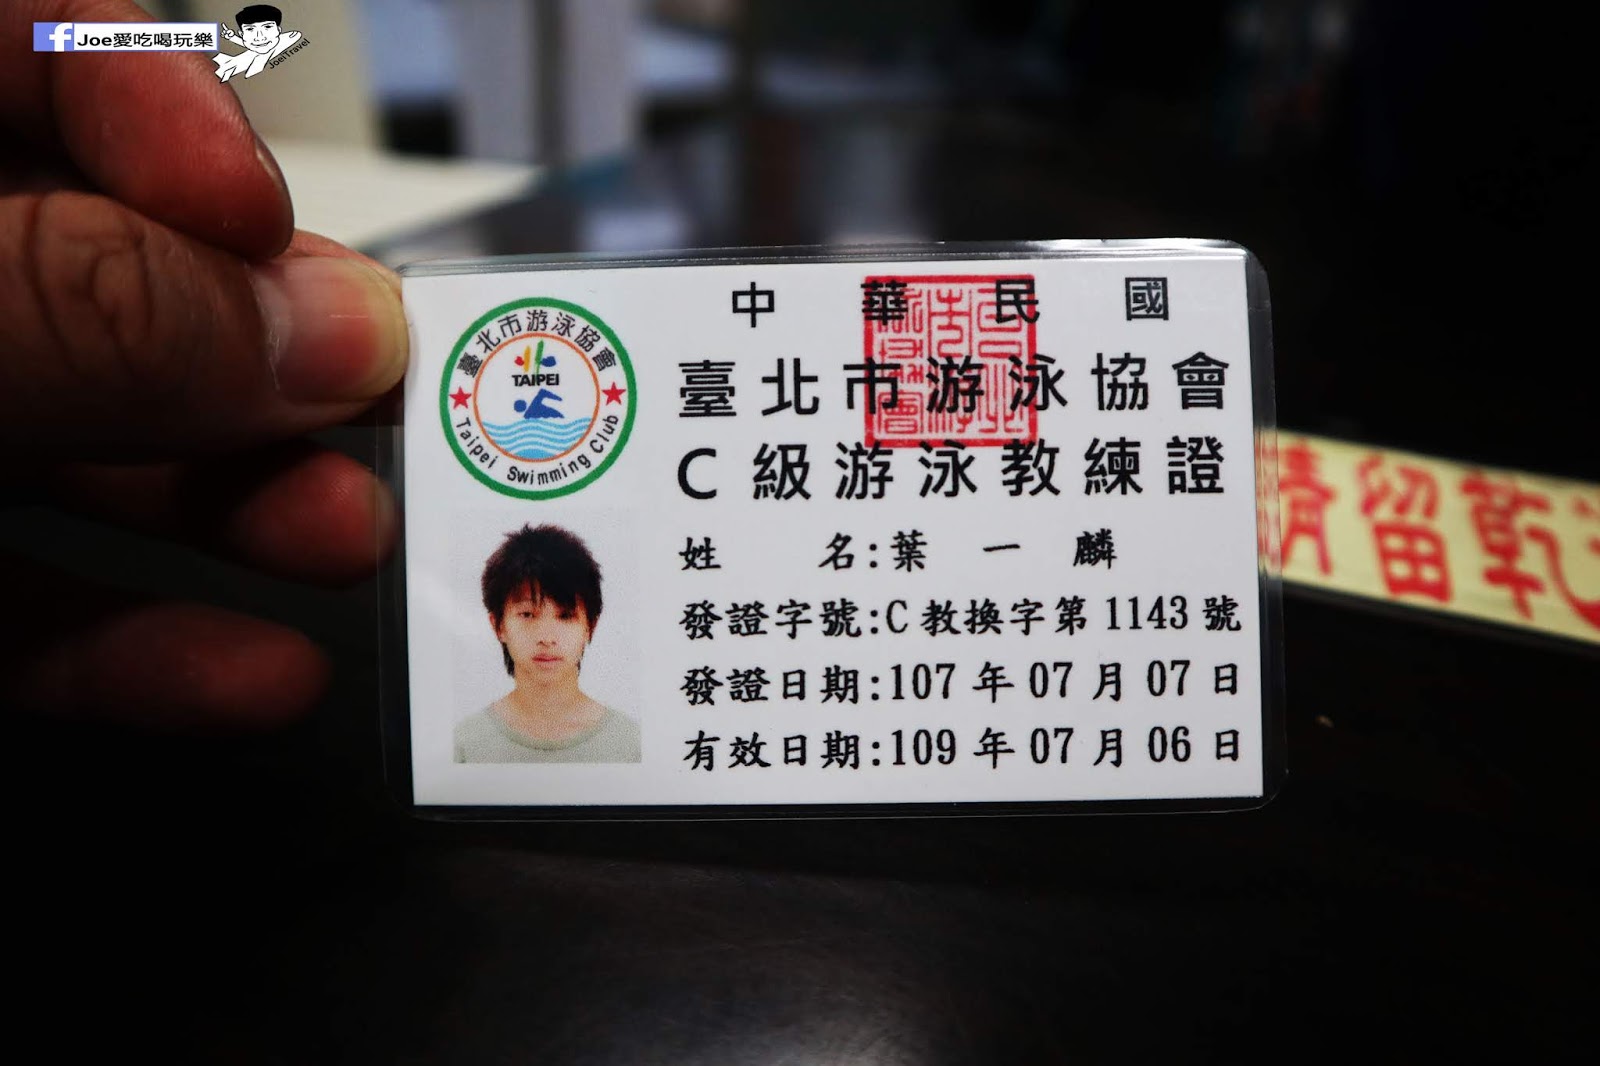 Joe愛吃喝玩樂
JoeiTravel
臺北市游泳協會
TAIPEI
Taipei Swimming Club
中華民國
臺北市游泳協會
C級游泳教練證
姓 名:葉 一 麟
發證字號:C教換字第1143號
發證日期:107年07月07日
有效日期:109年07月06日
請留乾